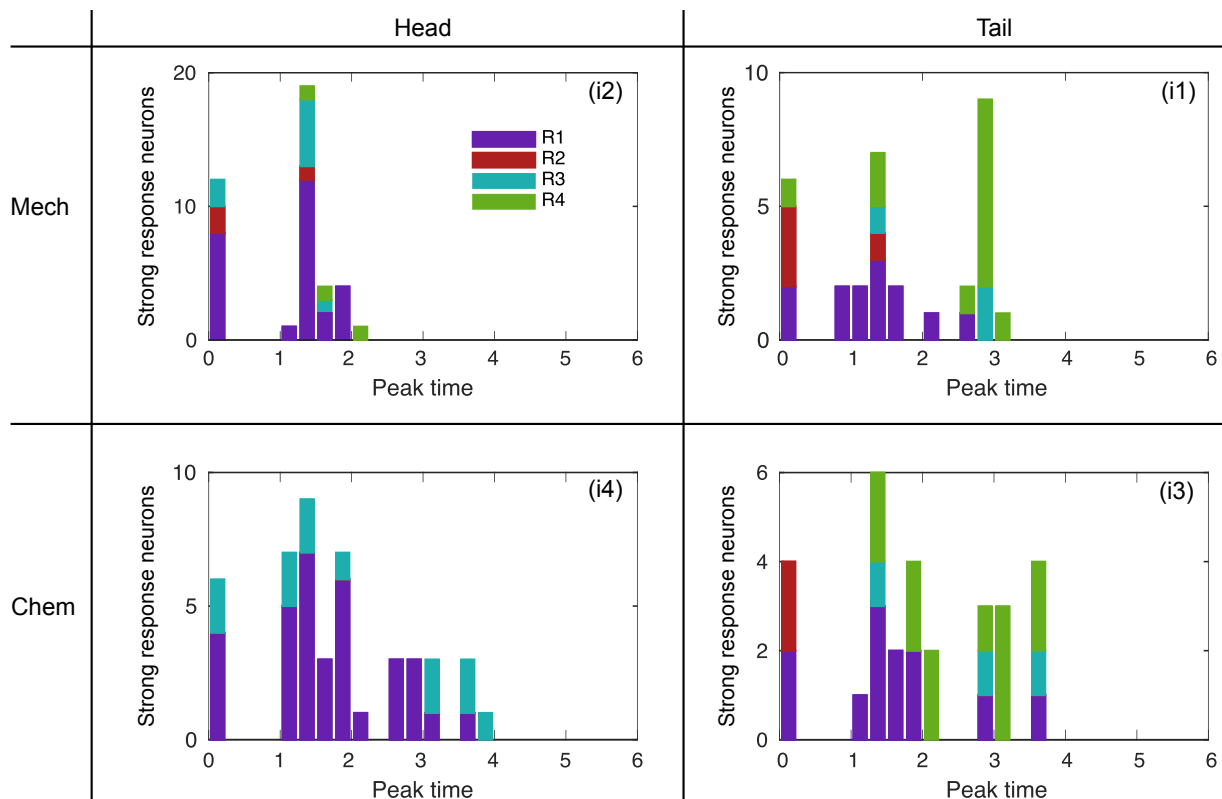 Head
Tail
Mech
Strong response neurons
20
10
0
(i2)
R1
R2
R3
R4
0 1 2 3 4 5 6
Peak time
Strong response neurons
10
5
0
(i1)
0 1 2 3 4 5 6
Peak time
Chem
Strong response neurons
10
5
0
(i4)
0 1 2 3 4 5 6
Peak time
Strong response neurons
6
4
2
0
(i3)
0 1 2 3 4 5 6
Peak time